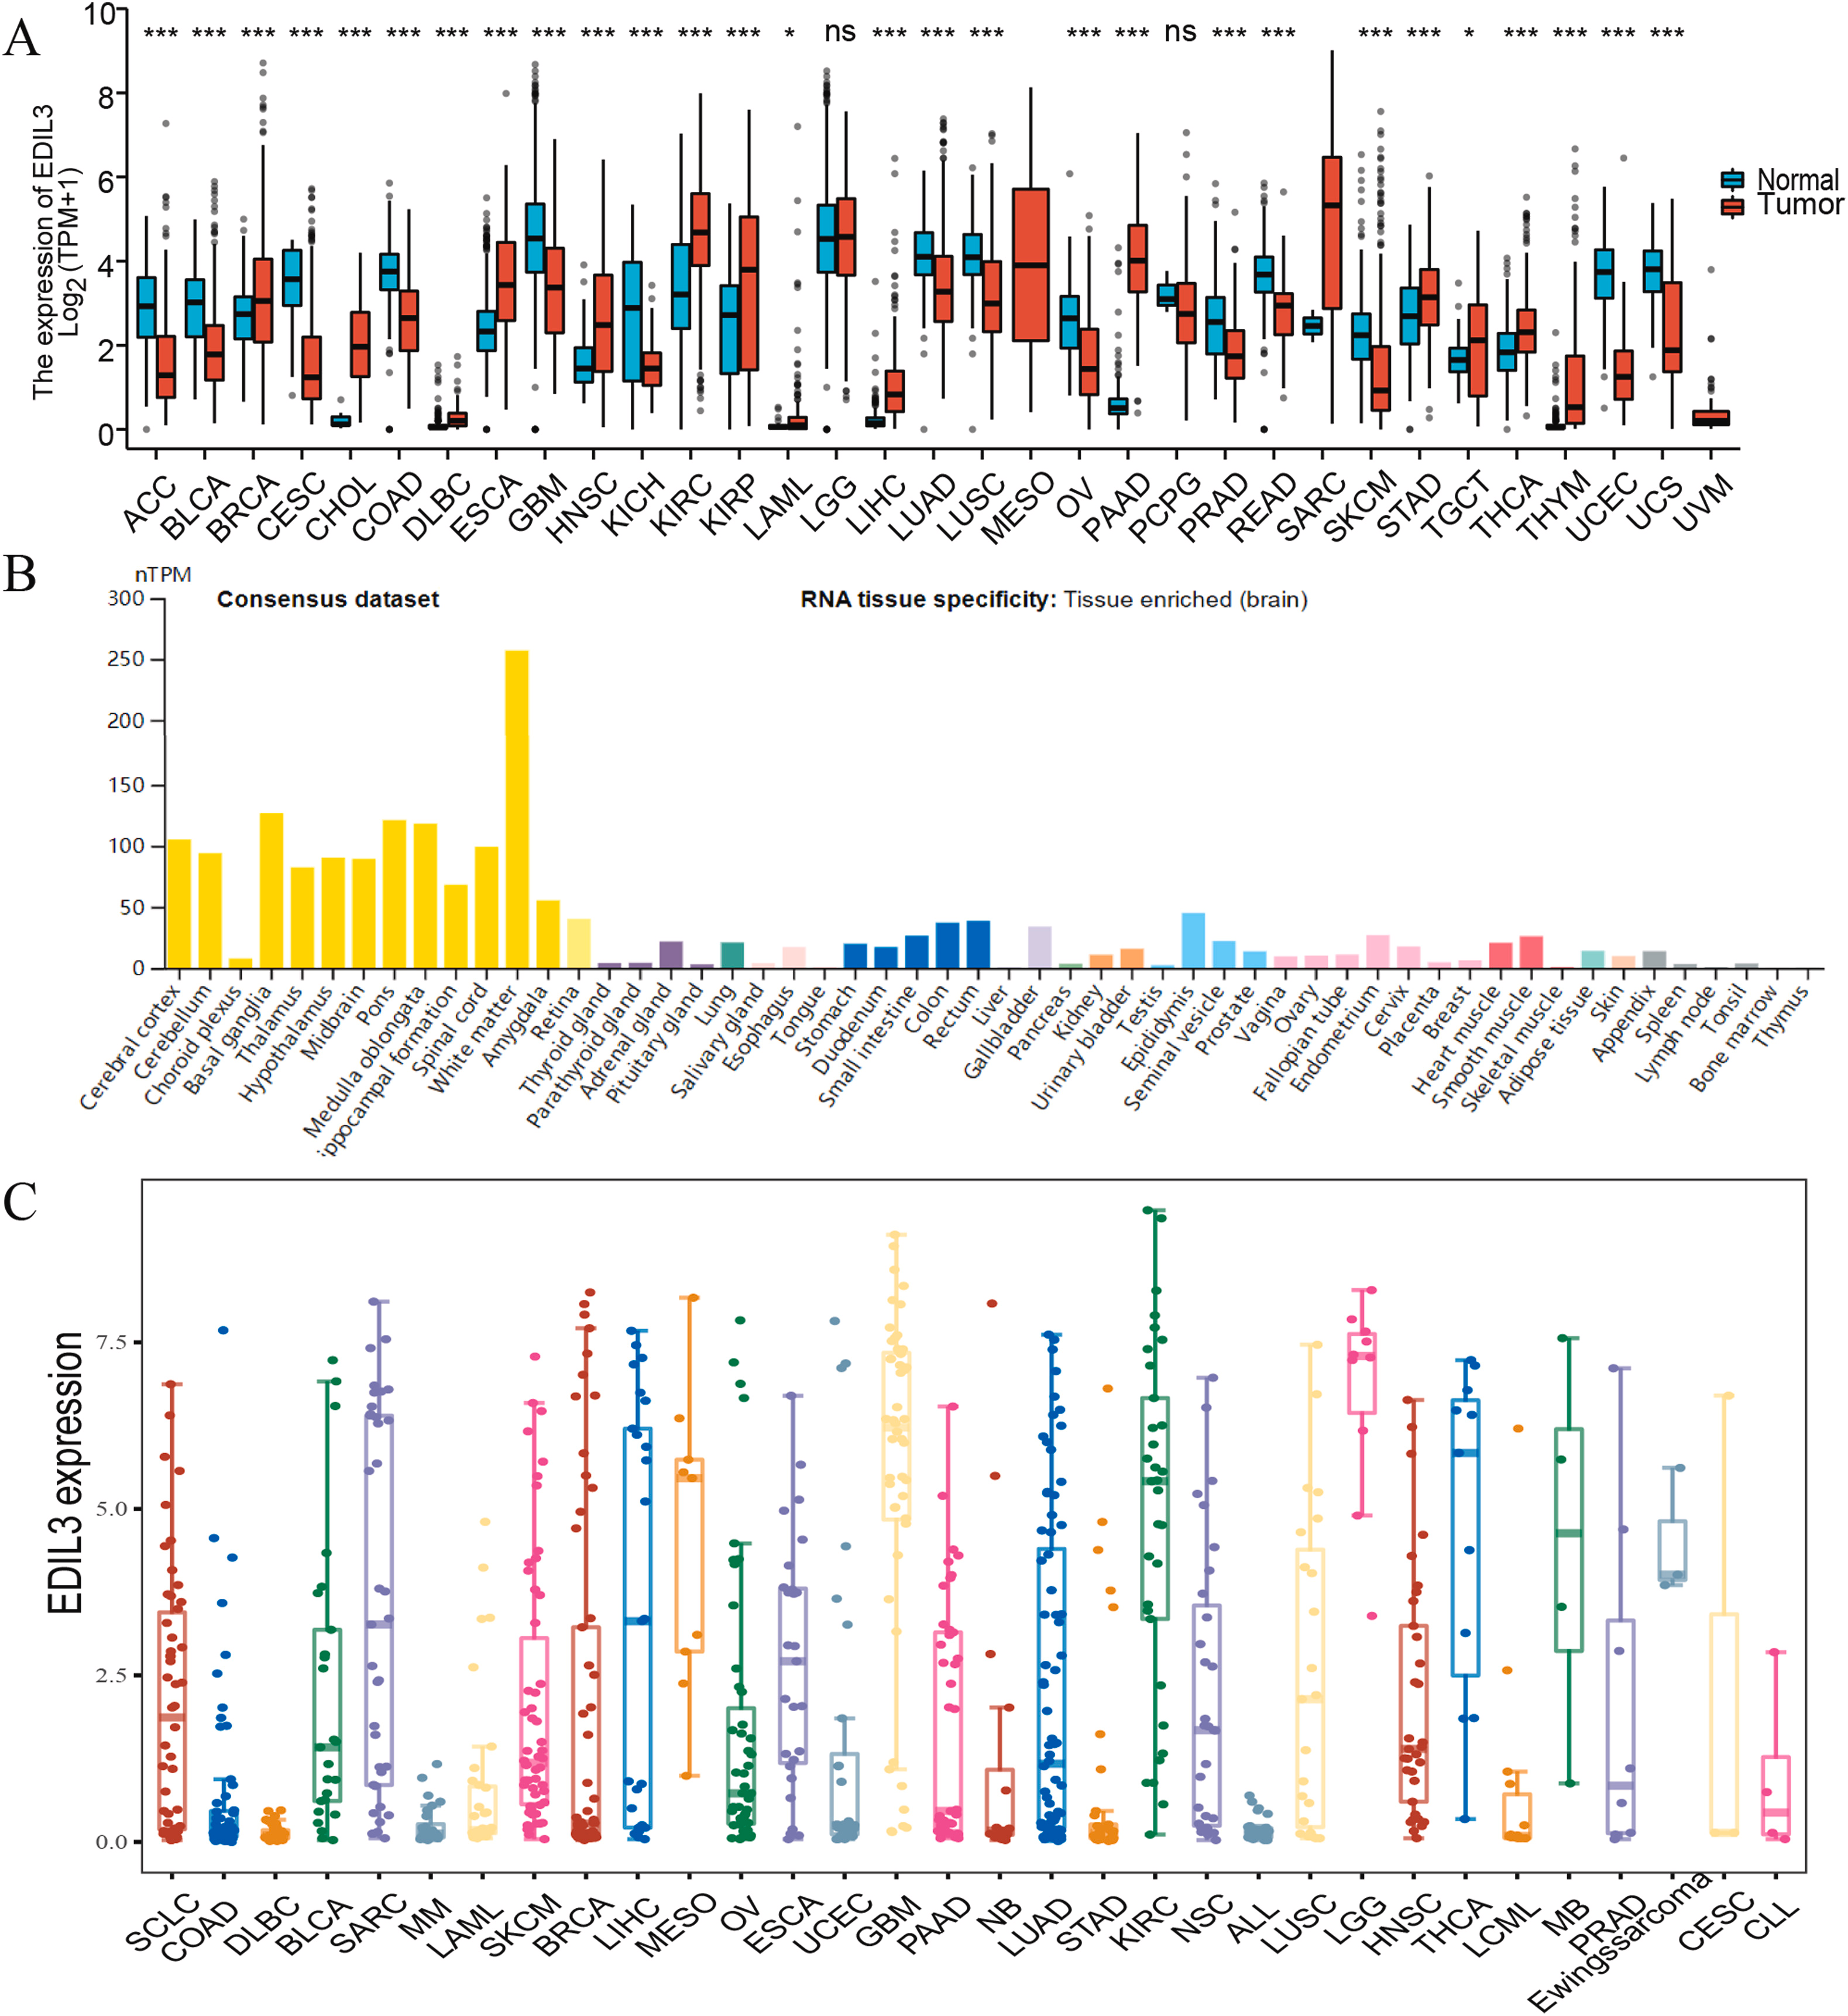 A
The expression of EDIL3
Log2 (TPM+1)
10
8
6
4
2
0
*** *** *** *** *** *** *** *** *** *** *** *** *** * ns *** *** *** *** *** ns *** *** *** *** * *** *** *** ***
Normal
Tumor
ACC BLCA BRCA CESC CHOL COAD DLBC ESCA GBM HNSC KICH KIRC KIRP LAML LGG LIHC LUAD LUSC MESO OV PAAD PCPG PRAD READ SARC SKCM STAD TGCT THCA THYM UCEC UCS UVM
B
nTPM
Consensus dataset
RNA tissue specificity: Tissue enriched (brain)
300
250
200
150
100
50
0
Cerebral cortex
Cerebellum
Choroid plexus
Basal ganglia
Thalamus
Hypothalamus
Midbrain
Pons
Medulla oblongata
ippocampal formation
Spinal cord
White matter
Amygdala
Retina
Thyroid gland
Parathyroid gland
Adrenal gland
Pituitary gland
Lung
Salivary gland
Esophagus
Tongue
Stomach
Duodenum
Small intestine
Colon
Rectum
Liver
Gallbladder
Pancreas
Kidney
Urinary bladder
Testis
Epididymis
Seminal vesicle
Prostate
Vagina
Ovary
Fallopian tube
Endometrium
Cervix
Placenta
Breast
Heart muscle
Smooth muscle
Skeletal muscle
Adipose tissue
Skin
Appendix
Spleen
Lymph node
Tonsil
Bone marrow
Thymus
C
EDIL3 expression
7.5
5.0
2.5
0.0
SCLC COAD DLBC BLCA SARC MM LAML SKCM BRCA LIHC MESO OV ESCA UCEC GBM PAAD NB LUAD STAD KIRC NSC ALL LUSC LGG HNSC THCA LCML MB PRAD Ewingssarcoma CESC CLL